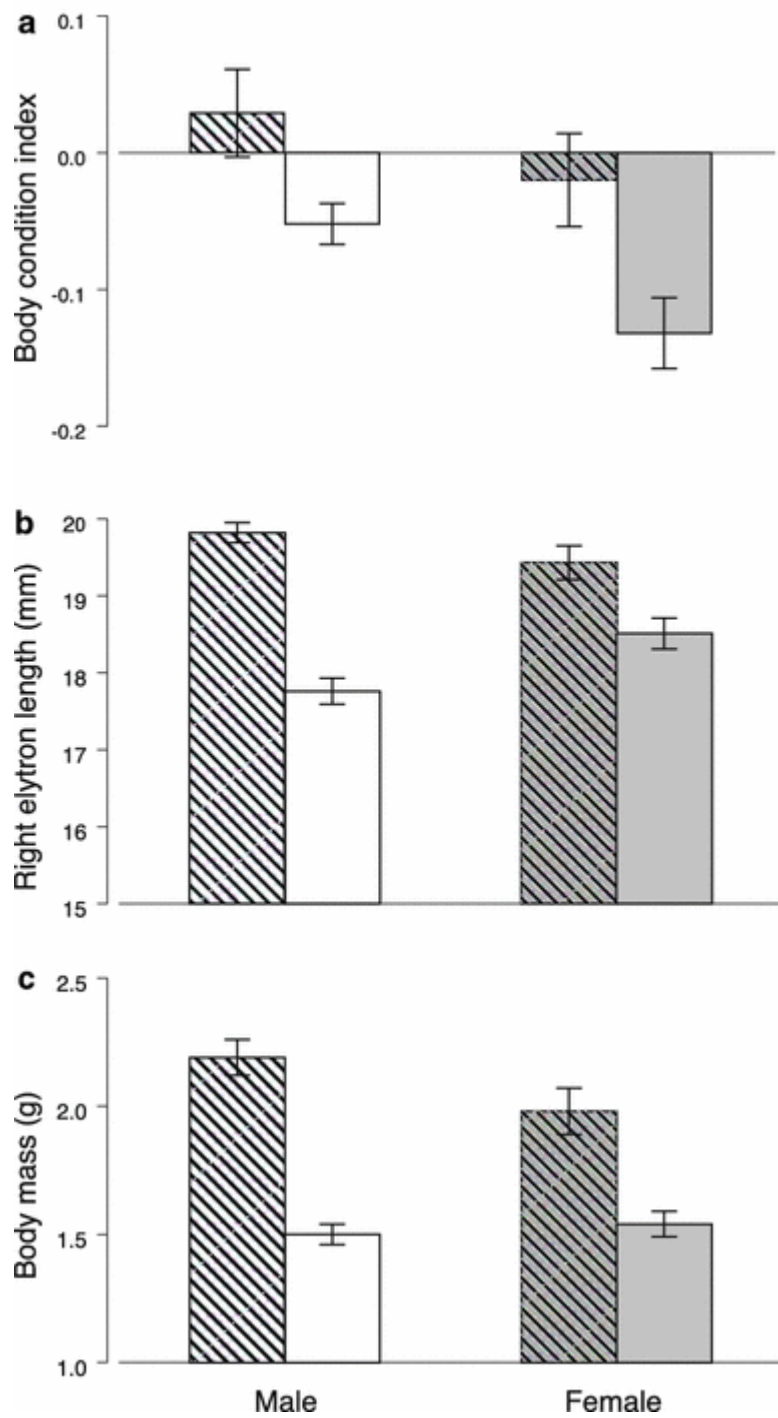 a
Body condition index
0.1
0.0
-0.1
-0.2
b
Right elytron length (mm)
20
19
18
17
16
15
c
Body mass (g)
2.5
2.0
1.5
1.0
Male Female